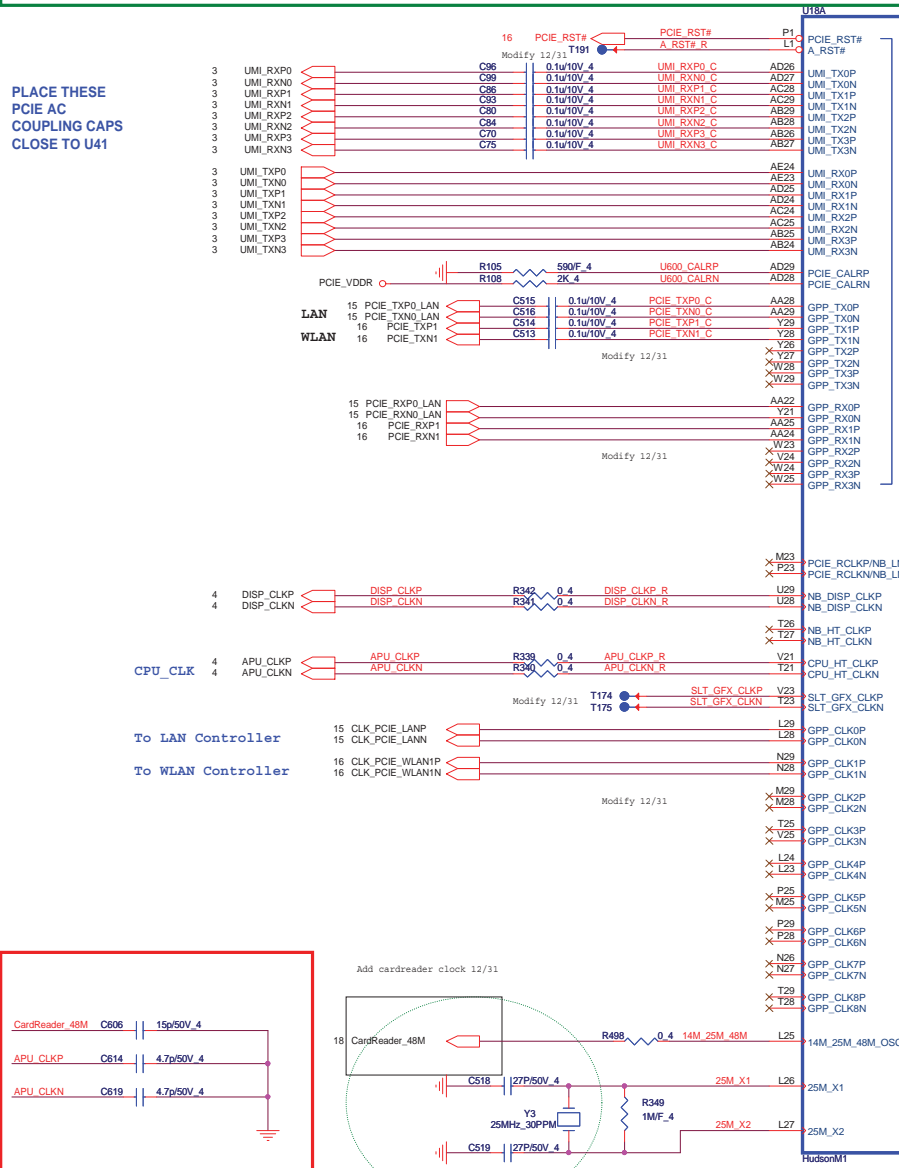 U18A
16 PCIE_RST# PCIE_RST# P1 PCIE_RST#
T191 A_RST#_R L1 A_RST#
Modify 12/31
PLACE THESE
PCIE AC
COUPLING CAPS
CLOSE TO U41
3 UMI_RXP0 C96 0.1u/10V_4 UMI_RXP0_C AD26 UMI_TX0P
3 UMI_RXN0 C99 0.1u/10V_4 UMI_RXN0_C AD27 UMI_TX0N
3 UMI_RXP1 C86 0.1u/10V_4 UMI_RXP1_C AC28 UMI_TX1P
3 UMI_RXN1 C93 0.1u/10V_4 UMI_RXN1_C AC29 UMI_TX1N
3 UMI_RXP2 C80 0.1u/10V_4 UMI_RXP2_C AB29 UMI_TX2P
3 UMI_RXN2 C84 0.1u/10V_4 UMI_RXN2_C AB28 UMI_TX2N
3 UMI_RXP3 C70 0.1u/10V_4 UMI_RXP3_C AB26 UMI_TX3P
3 UMI_RXN3 C75 0.1u/10V_4 UMI_RXN3_C AB27 UMI_TX3N
3 UMI_TXP0 AE24 UMI_RX0P
3 UMI_TXN0 AE23 UMI_RX0N
3 UMI_TXP1 AD25 UMI_RX1P
3 UMI_TXN1 AD24 UMI_RX1N
3 UMI_TXP2 AC24 UMI_RX2P
3 UMI_TXN2 AC25 UMI_RX2N
3 UMI_TXP3 AB25 UMI_RX3P
3 UMI_TXN3 AB24 UMI_RX3N
R105 590/F_4 U600_CALRP AD29 PCIE_CALRP
PCIE_VDDR R108 2K_4 U600_CALRN AD28 PCIE_CALRN
LAN
15 PCIE_TXP0_LAN C515 0.1u/10V_4 PCIE_TXP0_C AA28 GPP_TX0P
15 PCIE_TXN0_LAN C516 0.1u/10V_4 PCIE_TXN0_C AA29 GPP_TX0N
WLAN
16 PCIE_TXP1 C514 0.1u/10V_4 PCIE_TXP1_C Y29 GPP_TX1P
16 PCIE_TXN1 C513 0.1u/10V_4 PCIE_TXN1_C Y28 GPP_TX1N
Y26 GPP_TX2P
Modify 12/31 Y27 GPP_TX2N
W28 GPP_TX3P
W29 GPP_TX3N
15 PCIE_RXP0_LAN AA22 GPP_RX0P
15 PCIE_RXN0_LAN Y21 GPP_RX0N
16 PCIE_RXP1 AA25 GPP_RX1P
16 PCIE_RXN1 AA24 GPP_RX1N
W23 GPP_RX2P
Modify 12/31 V24 GPP_RX2N
W24 GPP_RX3P
W25 GPP_RX3N
M23 PCIE_RCLKP/NB_L
P23 PCIE_RCLKN/NB_L
4 DISP_CLKP DISP_CLKP R342 0_4 DISP_CLKP_R U29 NB_DISP_CLKP
4 DISP_CLKN DISP_CLKN R341 0_4 DISP_CLKN_R U28 NB_DISP_CLKN
T26 NB_HT_CLKP
T27 NB_HT_CLKN
CPU_CLK
4 APU_CLKP APU_CLKP R339 0_4 APU_CLKP_R V21 CPU_HT_CLKP
4 APU_CLKN APU_CLKN R340 0_4 APU_CLKN_R T21 CPU_HT_CLKN
Modify 12/31 T174 SLT_GFX_CLKP V23 SLT_GFX_CLKP
T175 SLT_GFX_CLKN T23 SLT_GFX_CLKN
To LAN Controller
15 CLK_PCIE_LANP L29 GPP_CLK0P
15 CLK_PCIE_LANN L28 GPP_CLK0N
To WLAN Controller
16 CLK_PCIE_WLAN1P N29 GPP_CLK1P
16 CLK_PCIE_WLAN1N N28 GPP_CLK1N
Modify 12/31 M29 GPP_CLK2P
M28 GPP_CLK2N
T25 GPP_CLK3P
V25 GPP_CLK3N
L24 GPP_CLK4P
L23 GPP_CLK4N
P25 GPP_CLK5P
M25 GPP_CLK5N
P29 GPP_CLK6P
P28 GPP_CLK6N
N26 GPP_CLK7P
N27 GPP_CLK7N
T29 GPP_CLK8P
T28 GPP_CLK8N
Add cardreader clock 12/31
18 CardReader_48M R498 0_4 14M_25M_48M L25 14M_25M_48M_OSC
CardReader_48M C606 15p/50V_4
APU_CLKP C614 4.7p/50V_4
APU_CLKN C619 4.7p/50V_4
C518 27P/50V_4 25M_X1 L26 25M_X1
Y3
25MHz_30PPM
R349
1M/F_4
C519 27P/50V_4 25M_X2 L27 25M_X2
HudsonM1